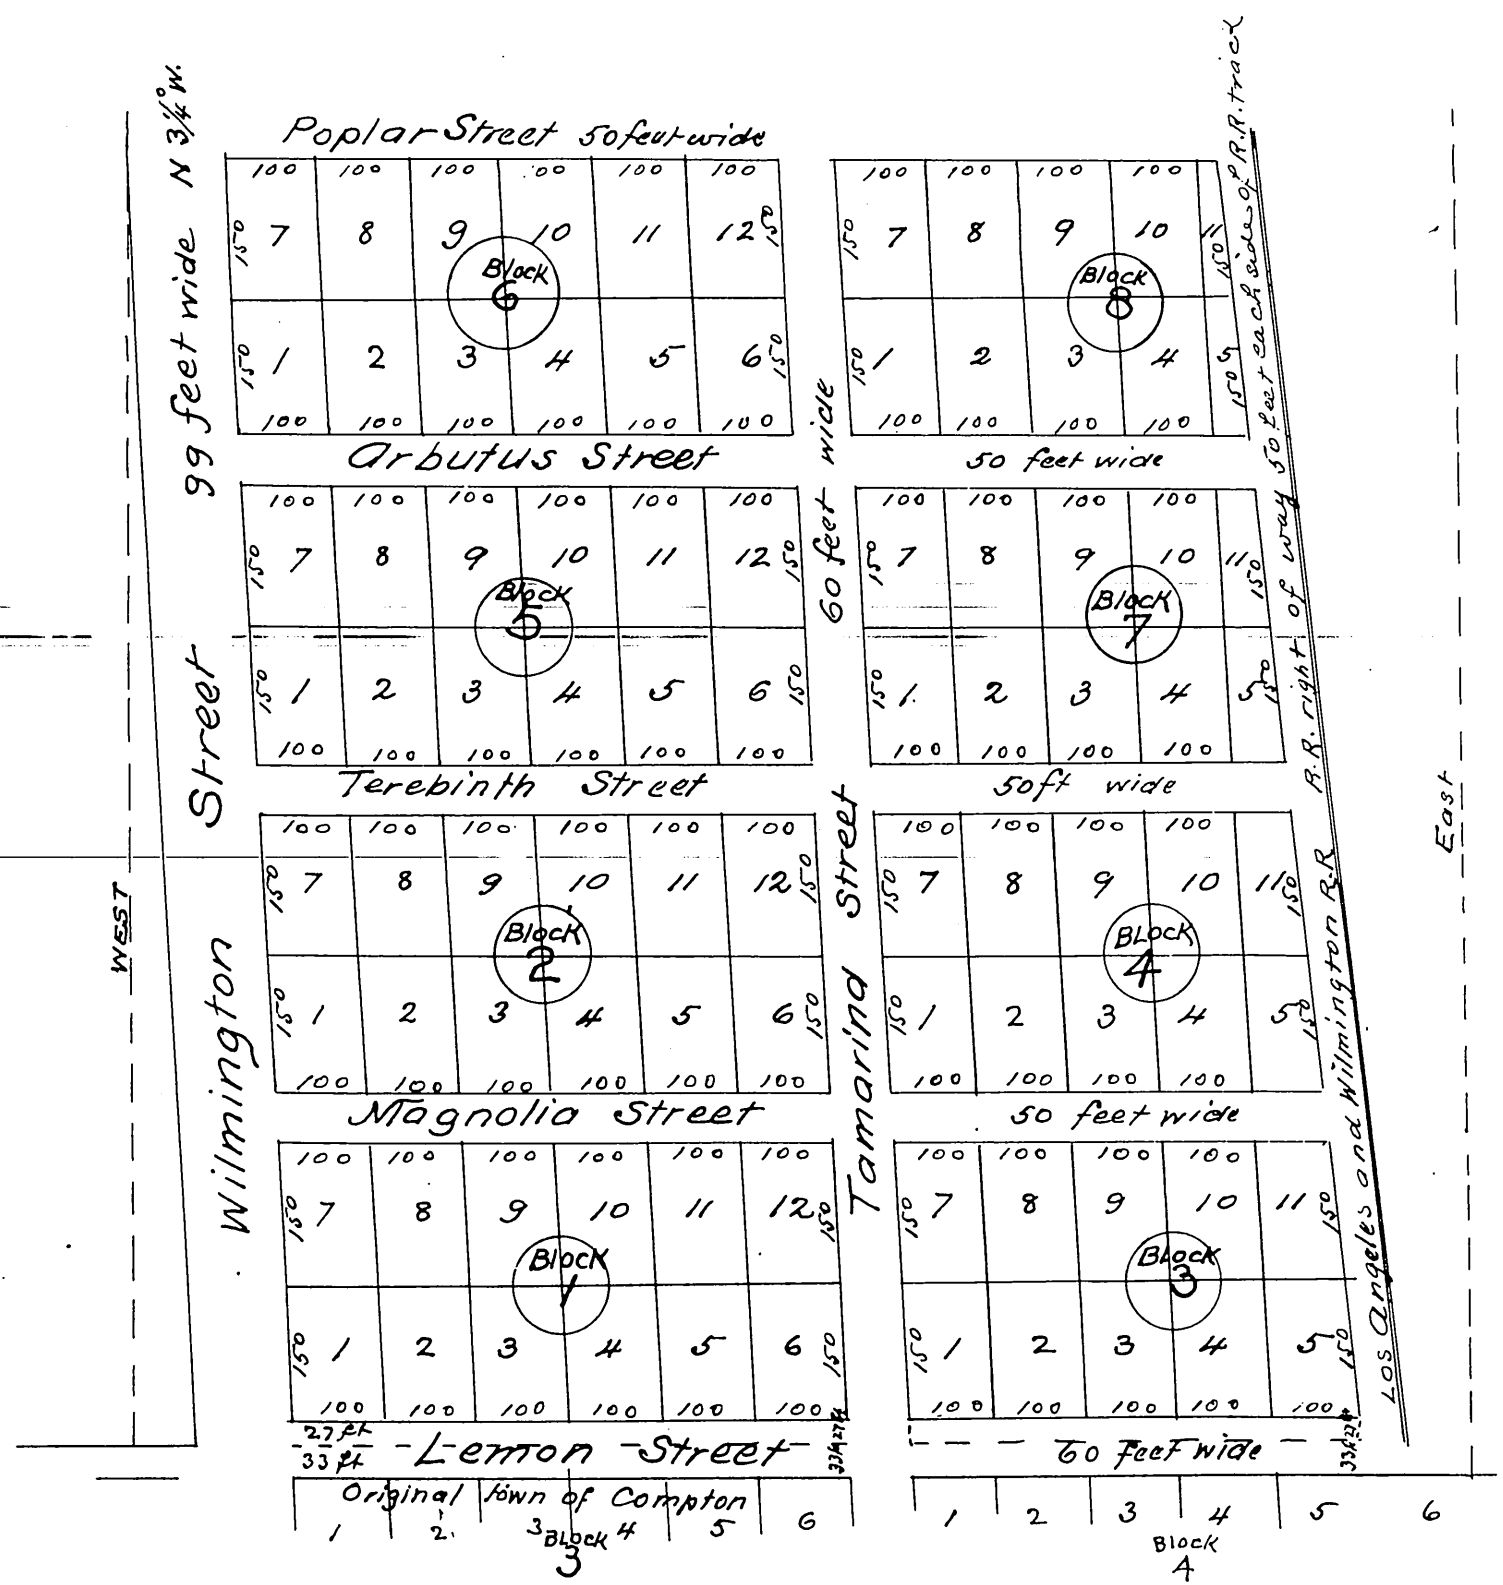 Poplar Street 50 feet wide
100 100 100 00 100 100
150 7 8 9 10 11 12 150
Block
6
150 1 2 3 4 5 6 150
100 100 100 100 100 100
100 100 100 100
150 7 8 9 10 11 150
Block
8
150 1 2 3 4 5 150
100 100 100 100
Arbutus Street 50 feet wide
100 100 100 100 100 100
150 7 8 9 10 11 12 150
Block
5
150 1 2 3 4 5 6 150
100 100 100 100 100 100
100 100 100 100
150 7 8 9 10 11 150
Block
7
150 1 2 3 4 5 150
100 100 100 100
Terebinth Street 50ft wide
100 100 100 100 100 100
150 7 8 9 10 11 12 150
Block
2
150 1 2 3 4 5 6 150
100 100 100 100 100 100
100 100 100 100
150 7 8 9 10 11 150
BLock
4
150 1 2 3 4 5 150
100 100 100 100
Magnolia Street 50 feet wide
100 100 100 100 100 100
150 7 8 9 10 11 12 150
Block
1
150 1 2 3 4 5 6 150
100 100 100 100 100 100
100 100 100 100
150 7 8 9 10 11 150
Block
3
150 1 2 3 4 5 150
100 100 100 100 100
27 ft
33 ft
Lemon Street 60 feet wide
33ft 27ft
33ft 27ft
Original town of Compton
1 2 3 4 5 6
BLock
3
1 2 3 4 5 6
Block
4
WEST
Wilmington Street 99 feet wide N 3¼° W.
Tamarind Street 60 feet wide
Los Angeles and Wilmington R.R. R.R. right of way 50 feet each side of R.R. track
East